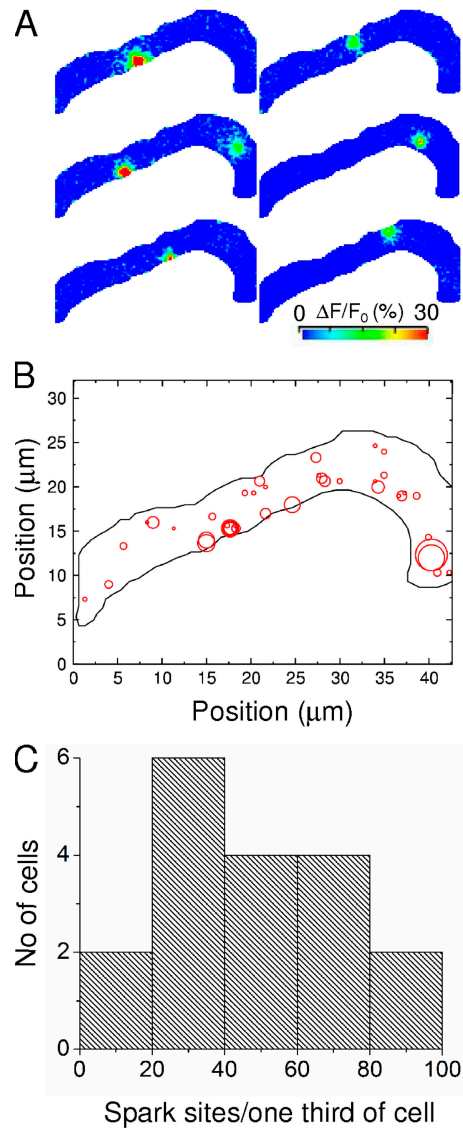 A
0 ΔF/F₀ (%) 30
B
30
25
20
15
10
5
0
Position (μm)
0 5 10 15 20 25 30 35 40
Position (μm)
C
6
4
2
0
No of cells
0 20 40 60 80 100
Spark sites/one third of cell